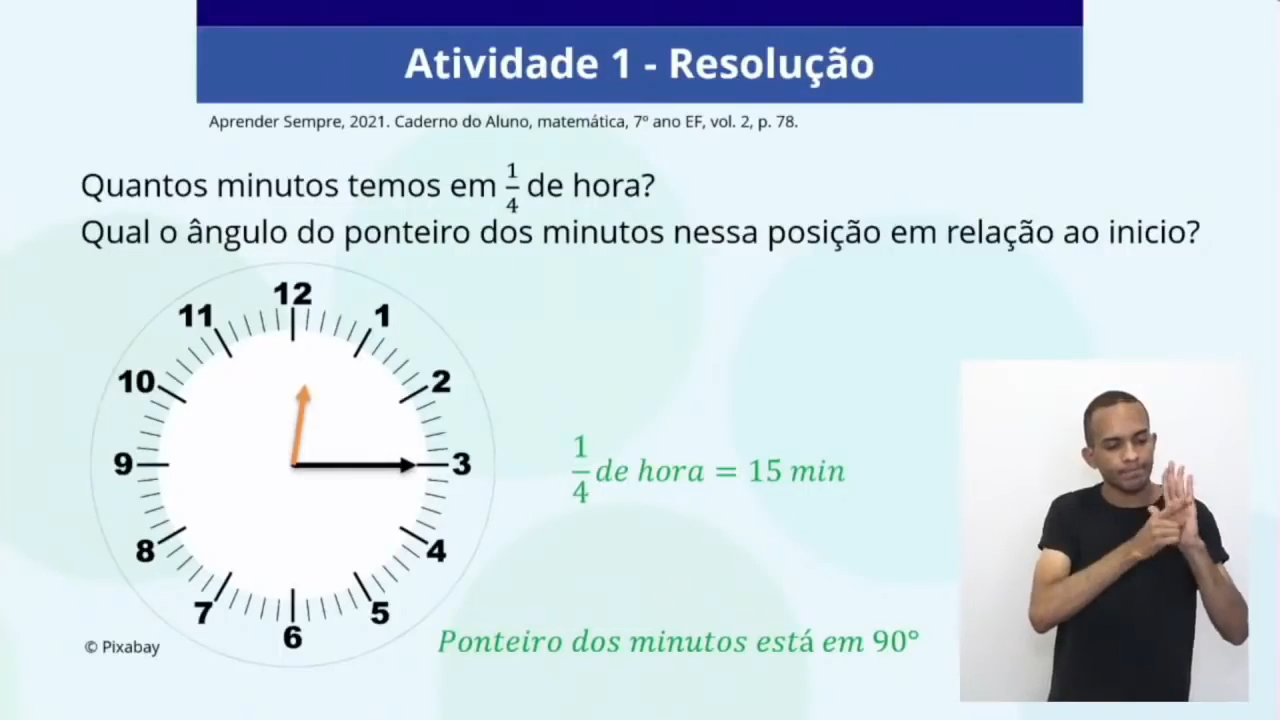 Atividade 1 - Resolução
Aprender Sempre, 2021. Caderno do Aluno, matemática, 7º ano EF, vol. 2, p. 78.
Quantos minutos temos em 1/4 de hora?
Qual o ângulo do ponteiro dos minutos nessa posição em relação ao inicio?
12
11 1
10 2
9 3
8 4
7 5
6
1/4 de hora = 15 min
Ponteiro dos minutos está em 90°
© Pixabay